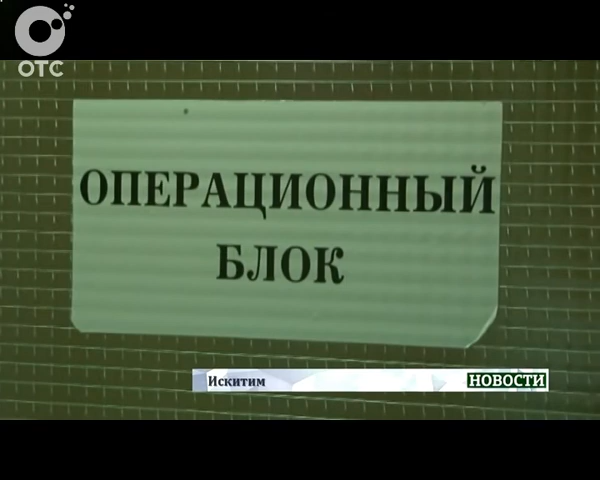 ОТС
ОПЕРАЦИОННЫЙ
БЛОК
Искитим
НОВОСТИ